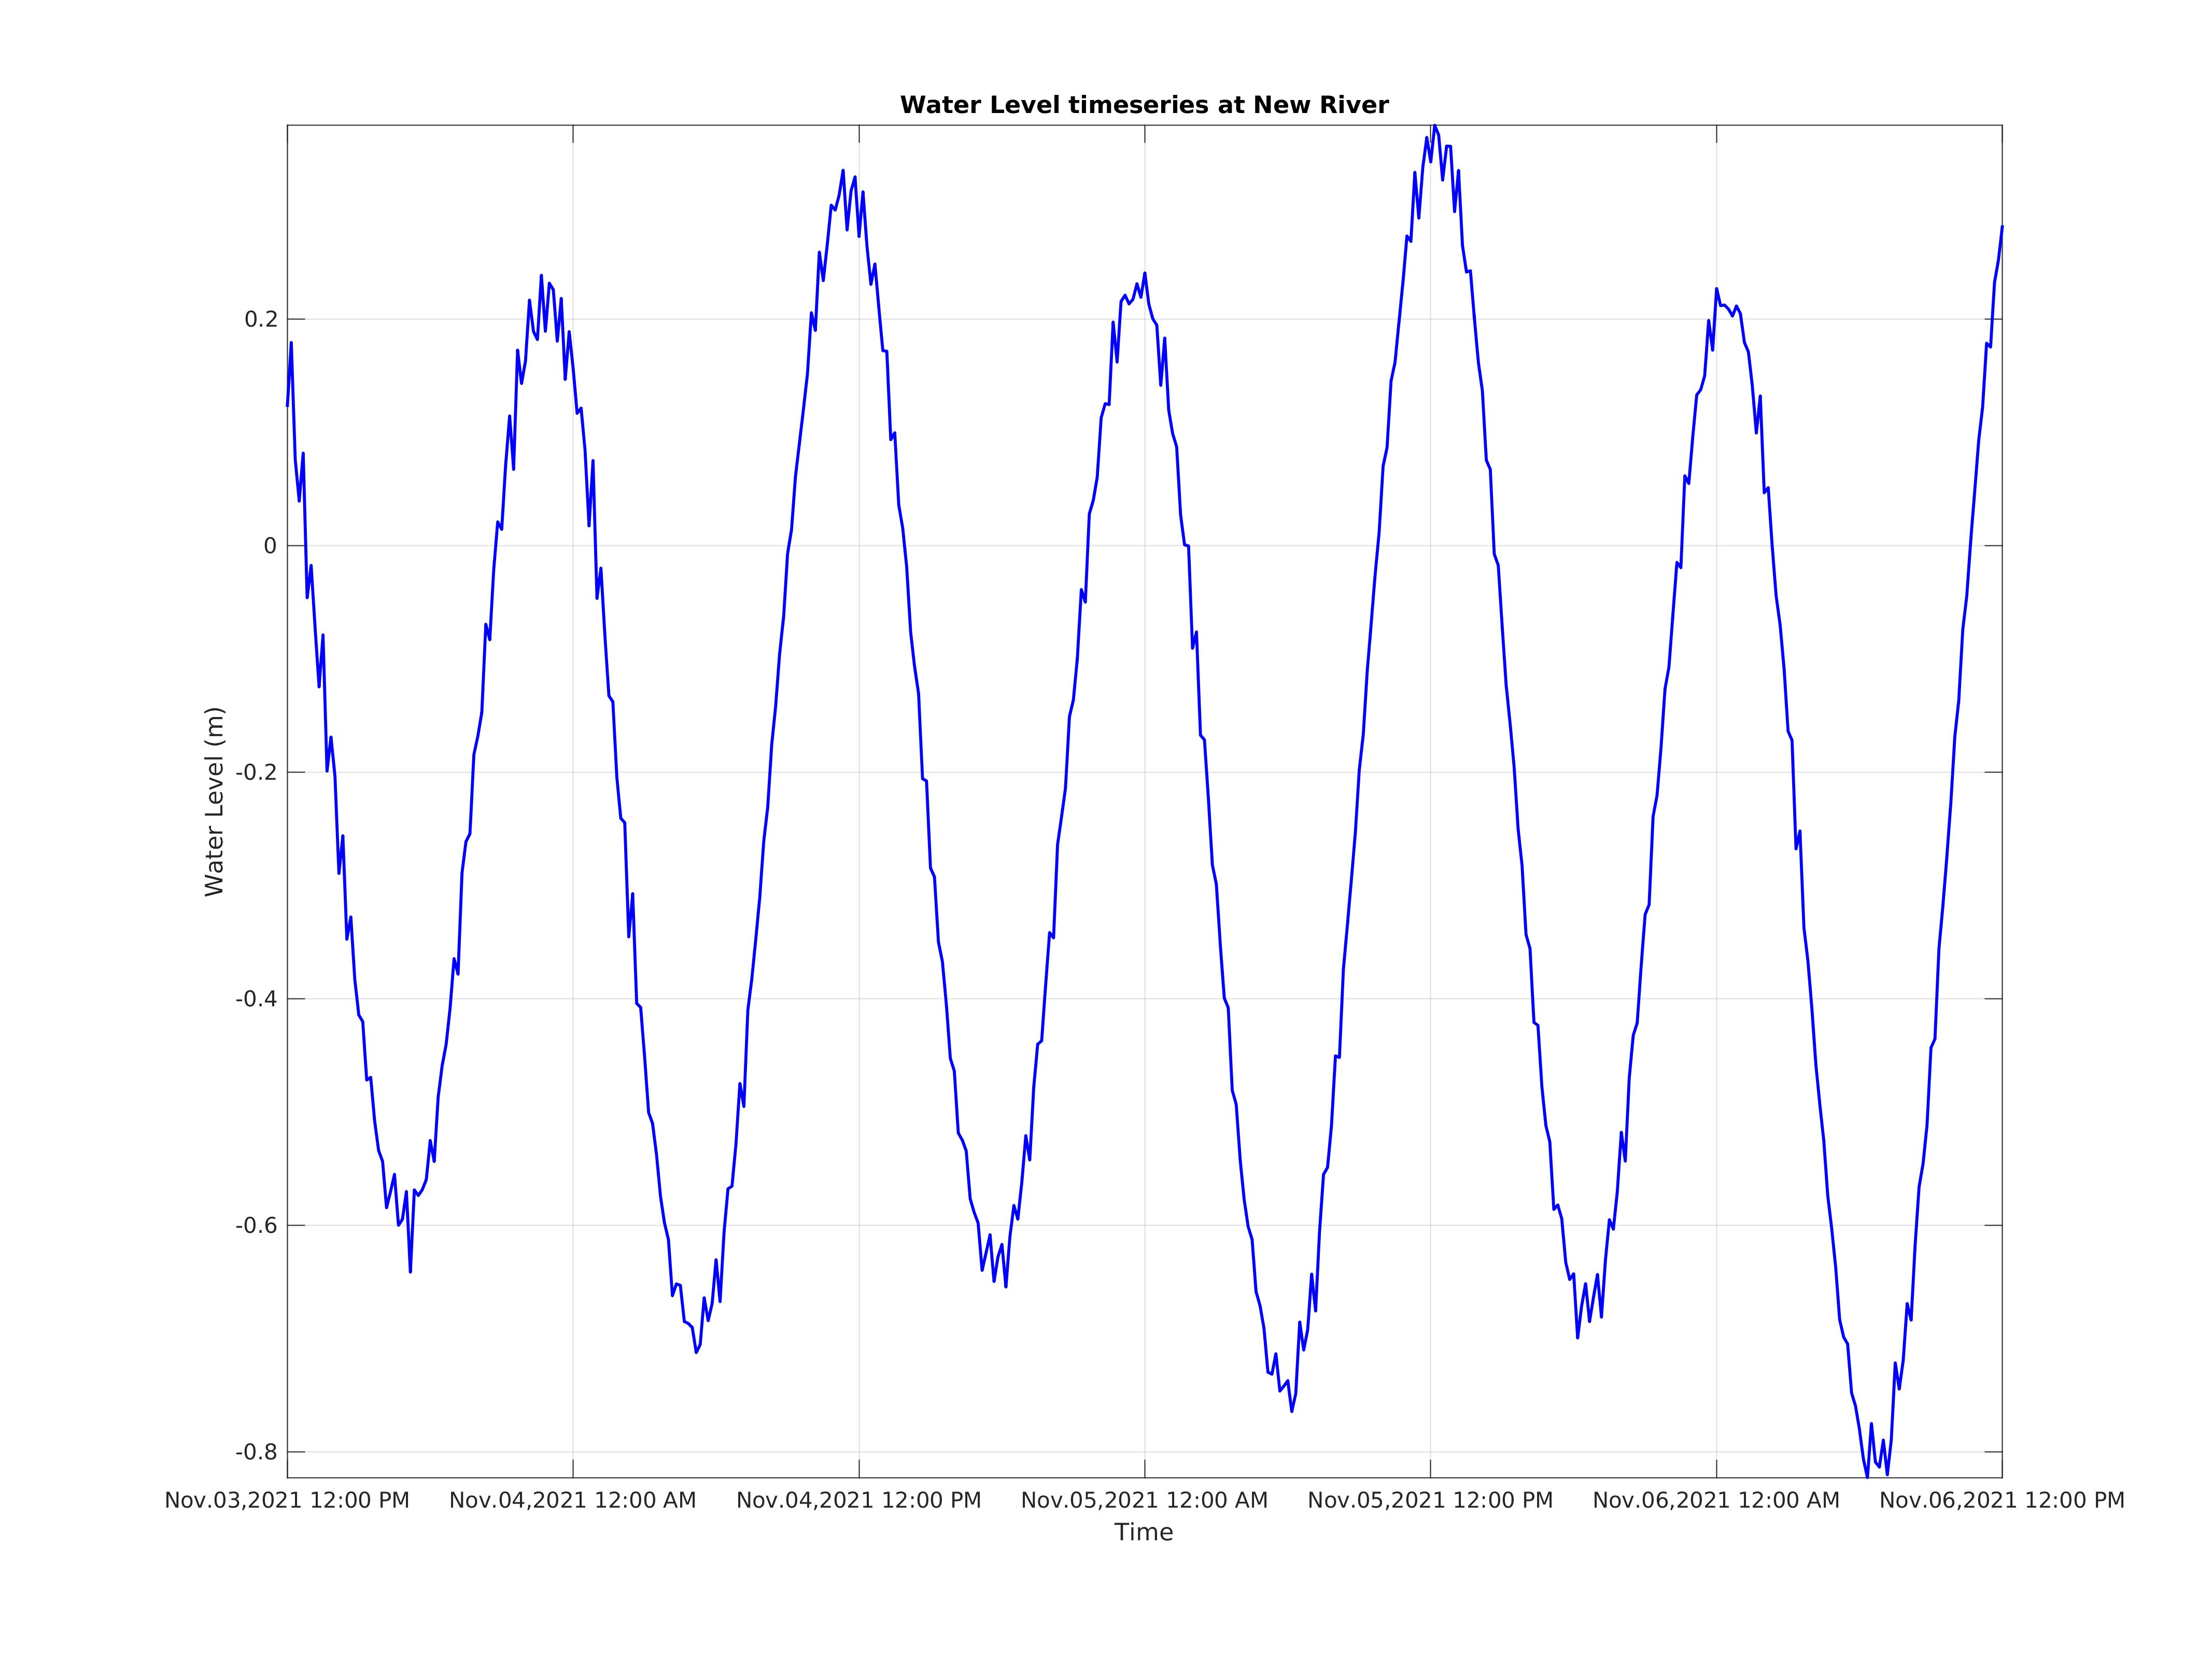 Water Level timeseries at New River
Water Level (m)
0.2
0
-0.2
-0.4
-0.6
-0.8
Nov.03,2021 12:00 PM Nov.04,2021 12:00 AM Nov.04,2021 12:00 PM Nov.05,2021 12:00 AM Nov.05,2021 12:00 PM Nov.06,2021 12:00 AM Nov.06,2021 12:00 PM
Time